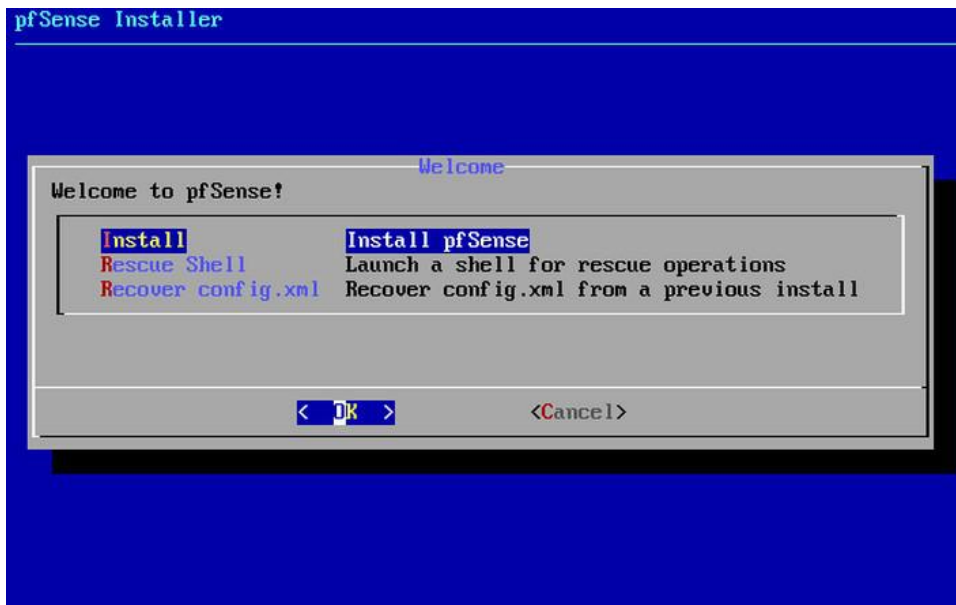 pfSense Installer
Welcome
Welcome to pfSense!
Install Install pfSense
Rescue Shell Launch a shell for rescue operations
Recover config.xml Recover config.xml from a previous install
< OK > <Cancel>